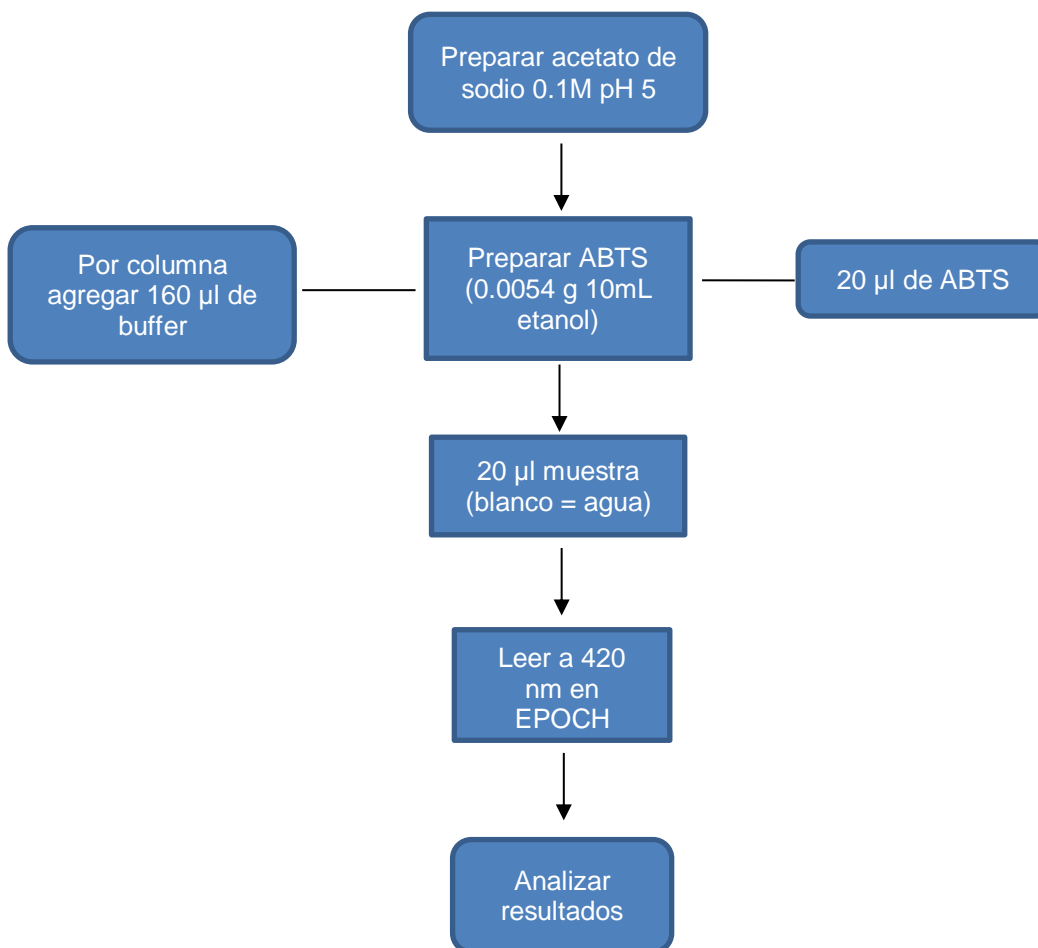 Preparar acetato de
sodio 0.1M pH 5
Por columna
agregar 160 µl de
buffer
Preparar ABTS
(0.0054 g 10mL
etanol)
20 µl de ABTS
20 µl muestra
(blanco = agua)
Leer a 420
nm en
EPOCH
Analizar
resultados